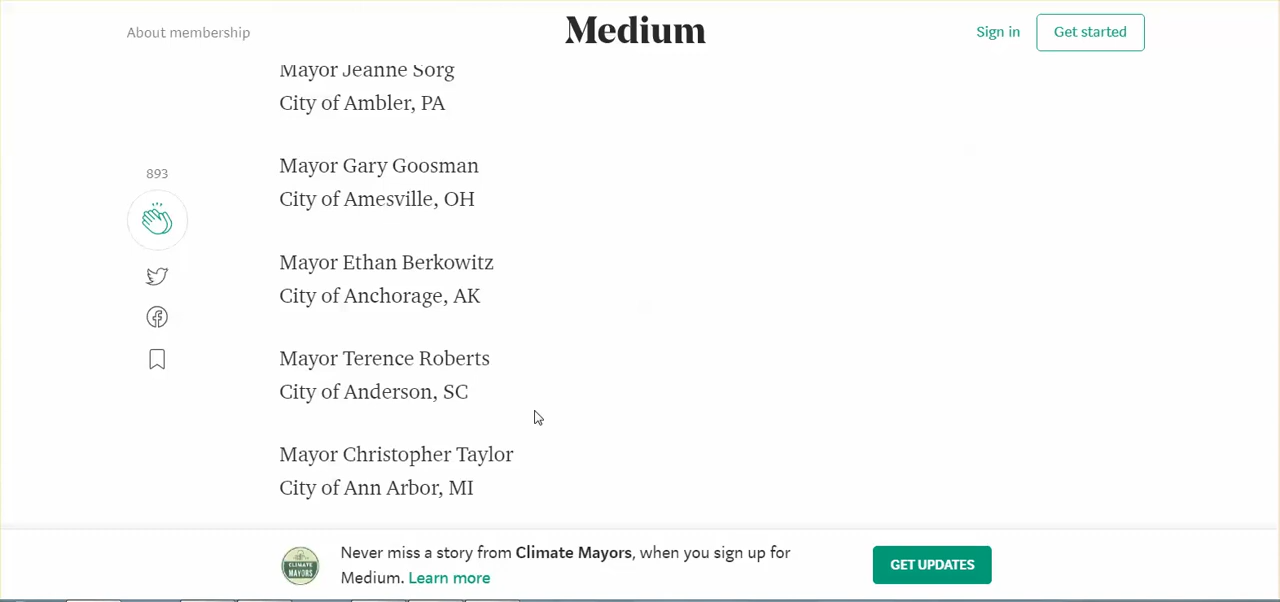 About membership
Medium
Sign in
Get started
Mayor Jeanne Sorg
City of Ambler, PA
Mayor Gary Goosman
City of Amesville, OH
893
Mayor Ethan Berkowitz
City of Anchorage, AK
Mayor Terence Roberts
City of Anderson, SC
Mayor Christopher Taylor
City of Ann Arbor, MI
CLIMATE
MAYORS
Never miss a story from Climate Mayors, when you sign up for
Medium. Learn more
GET UPDATES